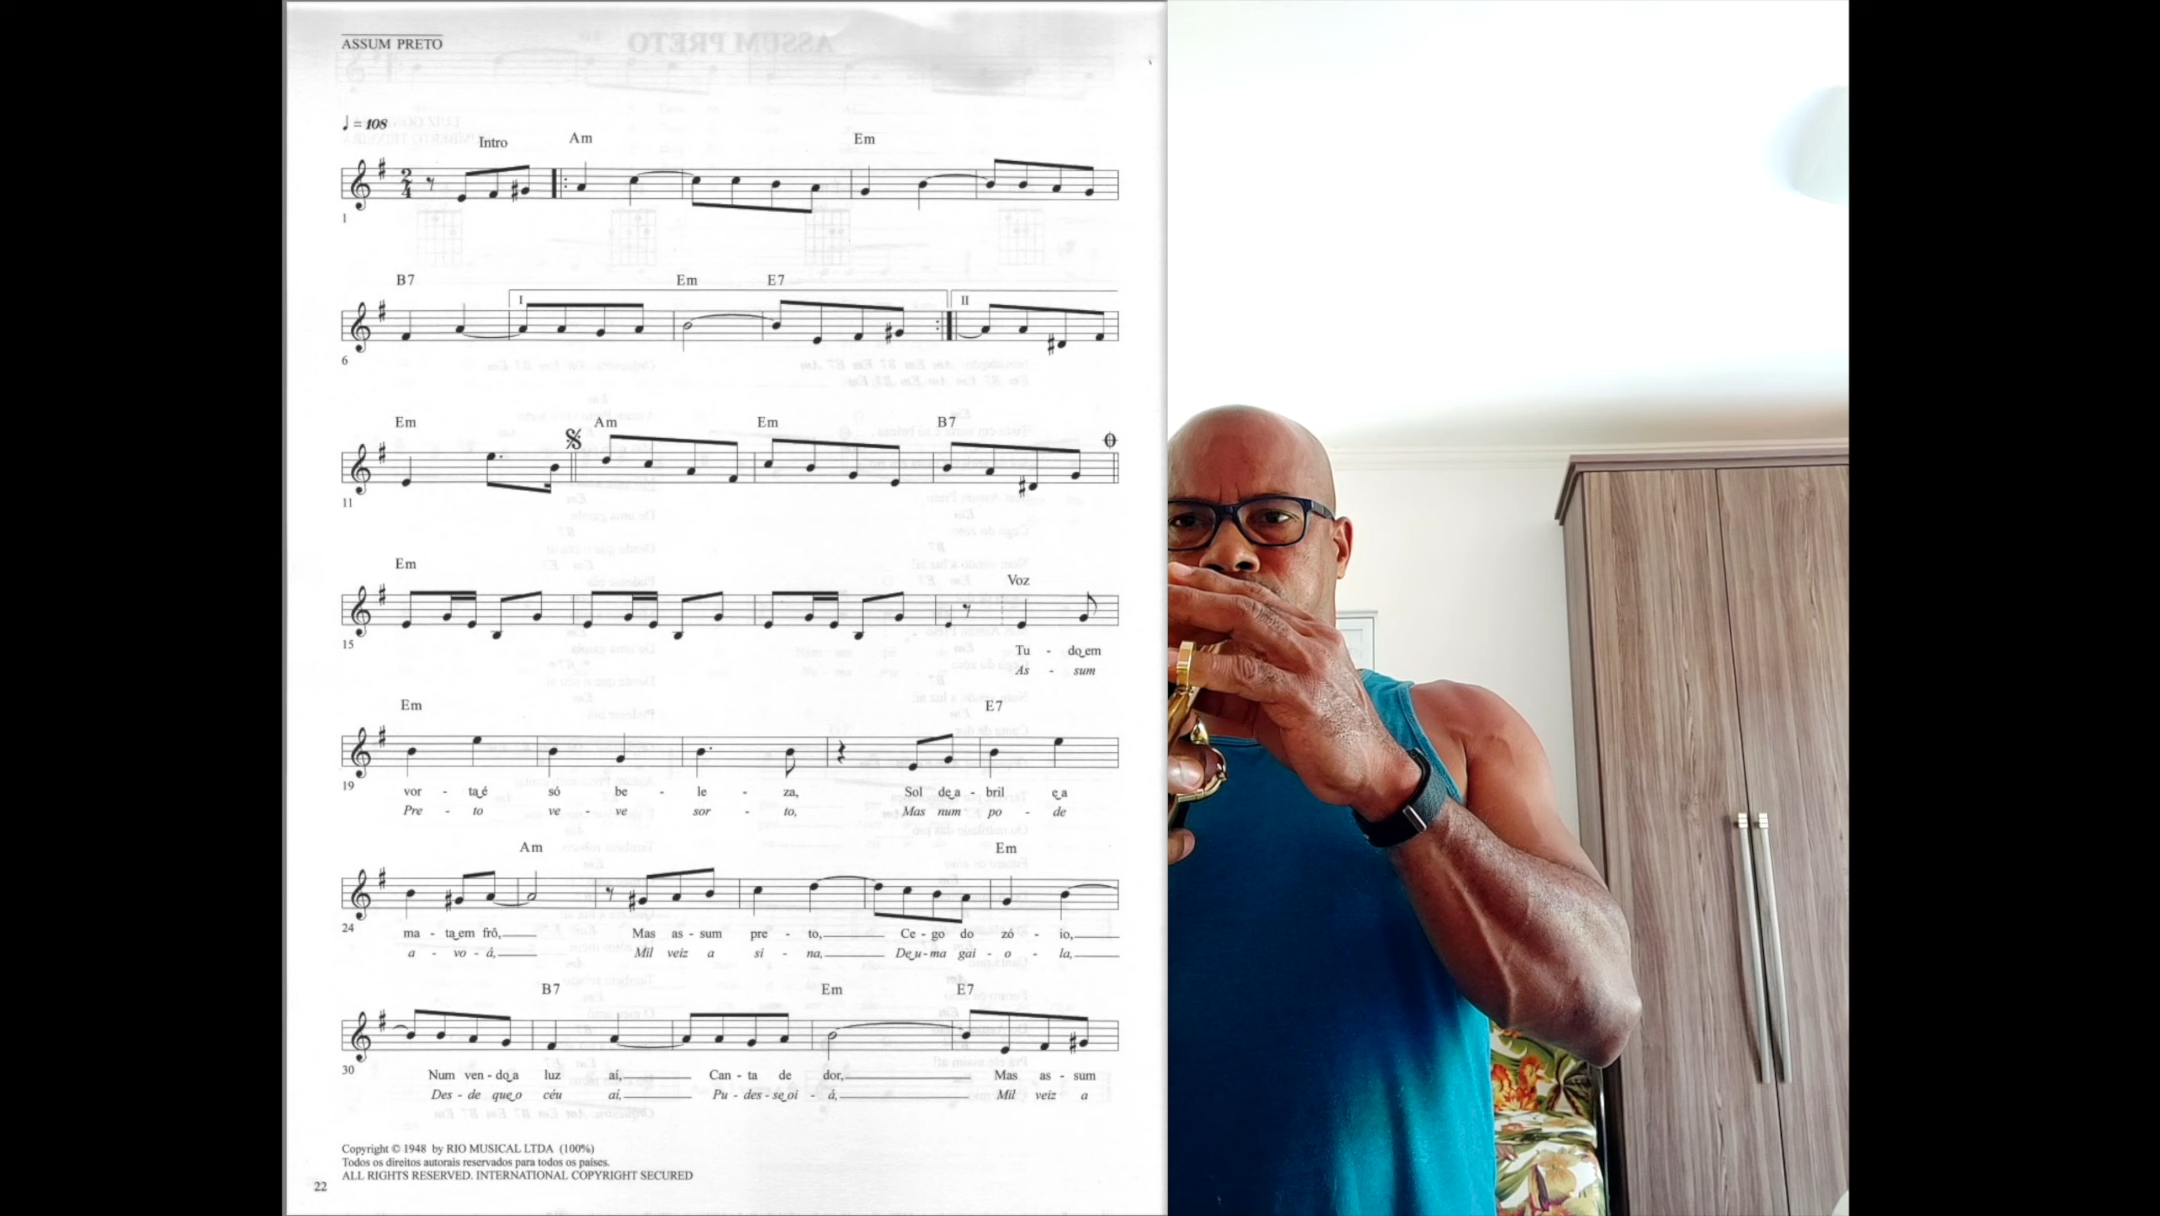 ASSUM PRETO
♩ = 108
Intro Am Em
1
B7 I Em E7 II
6
Em Am Em B7
11
Em Voz
15
Tu - do‿em
As - sum
Em E7
19
vor - ta‿é só be - le - za, Sol de‿a - bril e‿a
Pre - to ve - ve sor - to, Mas num po - de
Am Em
24
ma - ta‿em frô, Mas as - sum pre - to, Ce - go do zó - io,
a - vo - á, Mil veiz a si - na, De‿u - ma gai - o - la,
B7 Em E7
30
Num ven - do‿a luz aí, Can - ta de dor, Mas as - sum
Des - de que‿o céu ai, Pu - des - se‿oi - á, Mil veiz a
Copyright © 1948 by RIO MUSICAL LTDA (100%)
Todos os direitos autorais reservados para todos os países.
ALL RIGHTS RESERVED. INTERNATIONAL COPYRIGHT SECURED
22